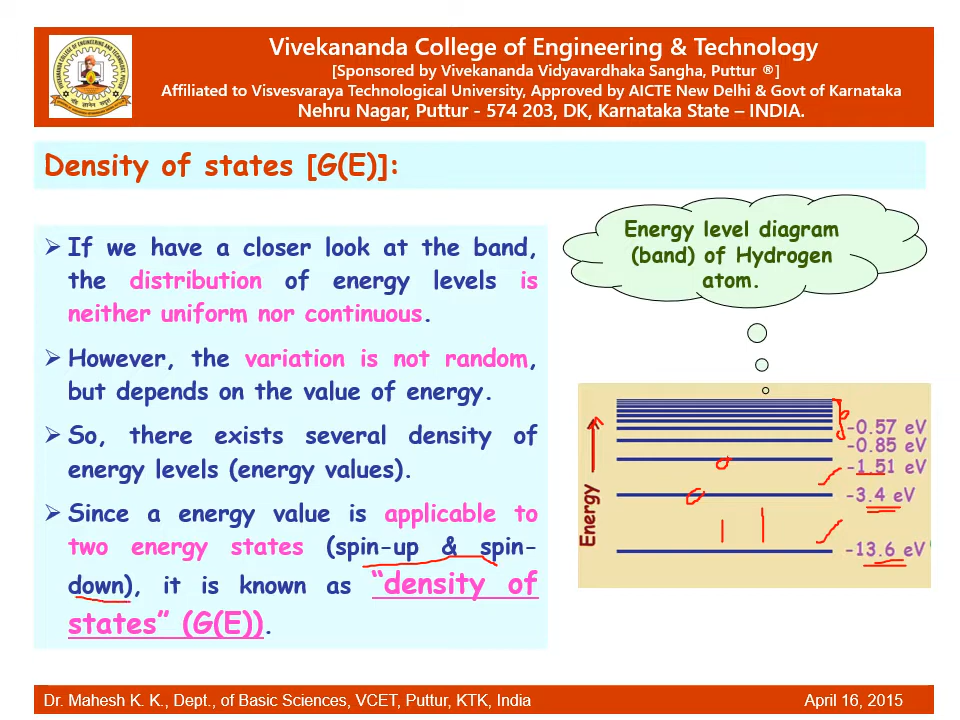 Vivekananda College of Engineering & Technology
[Sponsored by Vivekananda Vidyavardhaka Sangha, Puttur ®]
Affiliated to Visvesvaraya Technological University, Approved by AICTE New Delhi & Govt of Karnataka
Nehru Nagar, Puttur - 574 203, DK, Karnataka State – INDIA.
Density of states [G(E)]:
➢ If we have a closer look at the band,
the distribution of energy levels is
neither uniform nor continuous.
➢ However, the variation is not random,
but depends on the value of energy.
➢ So, there exists several density of
energy levels (energy values).
➢ Since a energy value is applicable to
two energy states (spin-up & spin-
down), it is known as “density of
states” (G(E)).
Energy level diagram
(band) of Hydrogen
atom.
Energy
-0.57 eV
-0.85 eV
-1.51 eV
-3.4 eV
-13.6 eV
Dr. Mahesh K. K., Dept., of Basic Sciences, VCET, Puttur, KTK, India
April 16, 2015